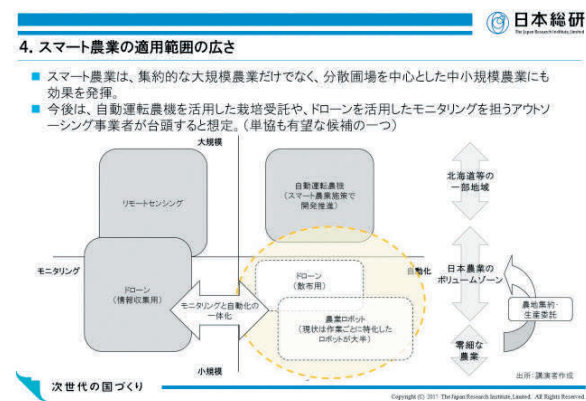 日本総研
The Japan Research Institute, Limited
4．スマート農業の適用範囲の広さ
■ スマート農業は、集約的な大規模農業だけでなく、分散圃場を中心とした中小規模農業にも
効果を発揮。
■ 今後は、自動運転農機を活用した栽培受託や、ドローンを活用したモニタリングを担うアウトソ
ーシング事業者が台頭すると想定。（単協も有望な候補の一つ）
大規模
リモートセンシング
自動運転農機
（スマート農業施策で
開発推進）
北海道等の
一部地域
モニタリング
自動化
ドローン
（情報収集用）
モニタリングと自動化の
一体化
ドローン
（散布用）
農業ロボット
（現状は作業ごとに特化した
ロボットが大半）
日本農業の
ボリュームゾーン
農地集約・
生産委託
零細な
農業
小規模
出所：講演者作成
次世代の国づくり
Copyright (C) 2017 The Japan Research Institute, Limited. All Rights Reserved